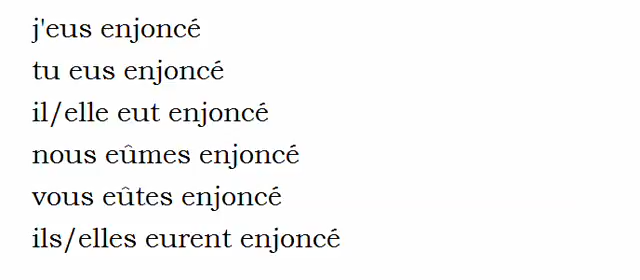 j'eus enjoncé
tu eus enjoncé
il/elle eut enjoncé
nous eûmes enjoncé
vous eûtes enjoncé
ils/elles eurent enjoncé